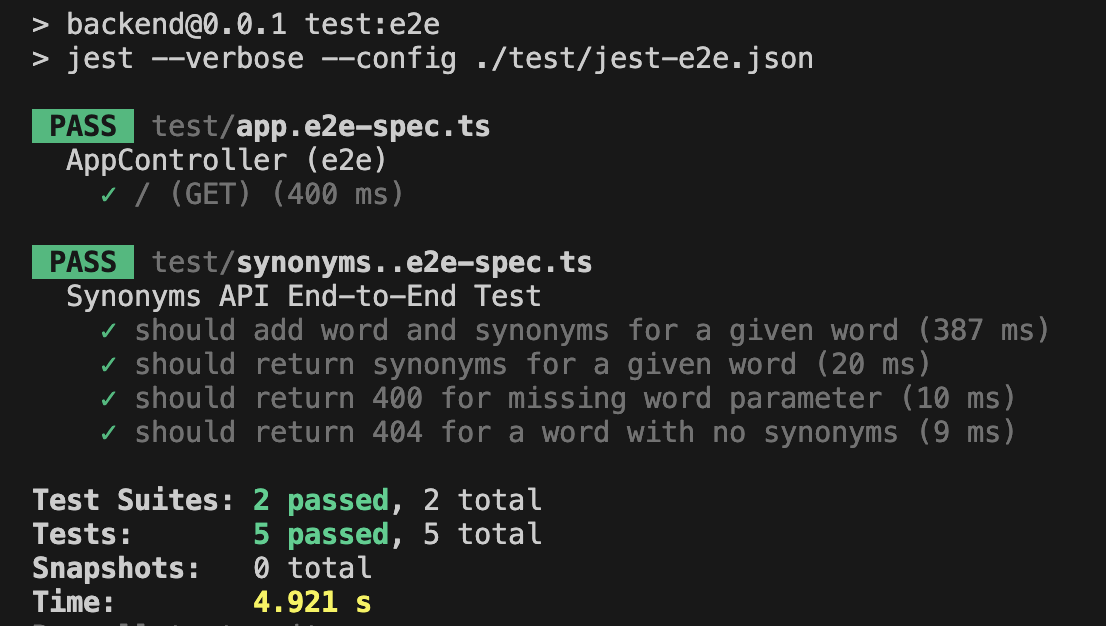 > backend@0.0.1 test:e2e
> jest --verbose --config ./test/jest-e2e.json
PASS test/app.e2e-spec.ts
AppController (e2e)
✓ / (GET) (400 ms)
PASS test/synonyms..e2e-spec.ts
Synonyms API End-to-End Test
✓ should add word and synonyms for a given word (387 ms)
✓ should return synonyms for a given word (20 ms)
✓ should return 400 for missing word parameter (10 ms)
✓ should return 404 for a word with no synonyms (9 ms)
Test Suites: 2 passed, 2 total
Tests: 5 passed, 5 total
Snapshots: 0 total
Time: 4.921 s